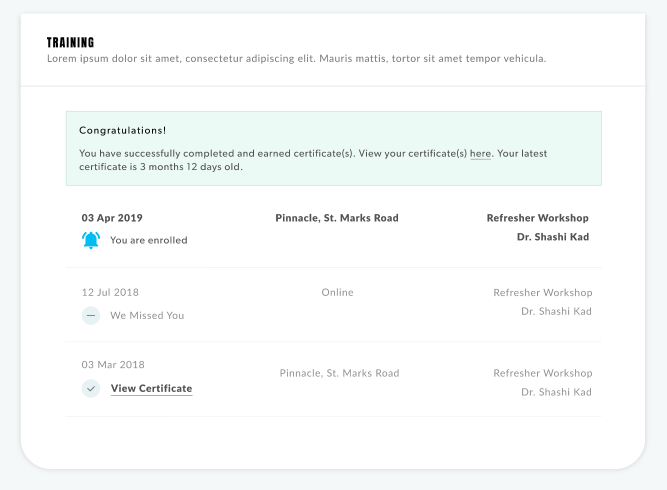 TRAINING
Lorem ipsum dolor sit amet, consectetur adipiscing elit. Mauris mattis, tortor sit amet tempor vehicula.
Congratulations!
You have successfully completed and earned certificate(s). View your certificate(s) here. Your latest
certificate is 3 months 12 days old.
03 Apr 2019
Pinnacle, St. Marks Road
Refresher Workshop
You are enrolled
Dr. Shashi Kad
12 Jul 2018
Online
Refresher Workshop
We Missed You
Dr. Shashi Kad
03 Mar 2018
Pinnacle, St. Marks Road
Refresher Workshop
View Certificate
Dr. Shashi Kad